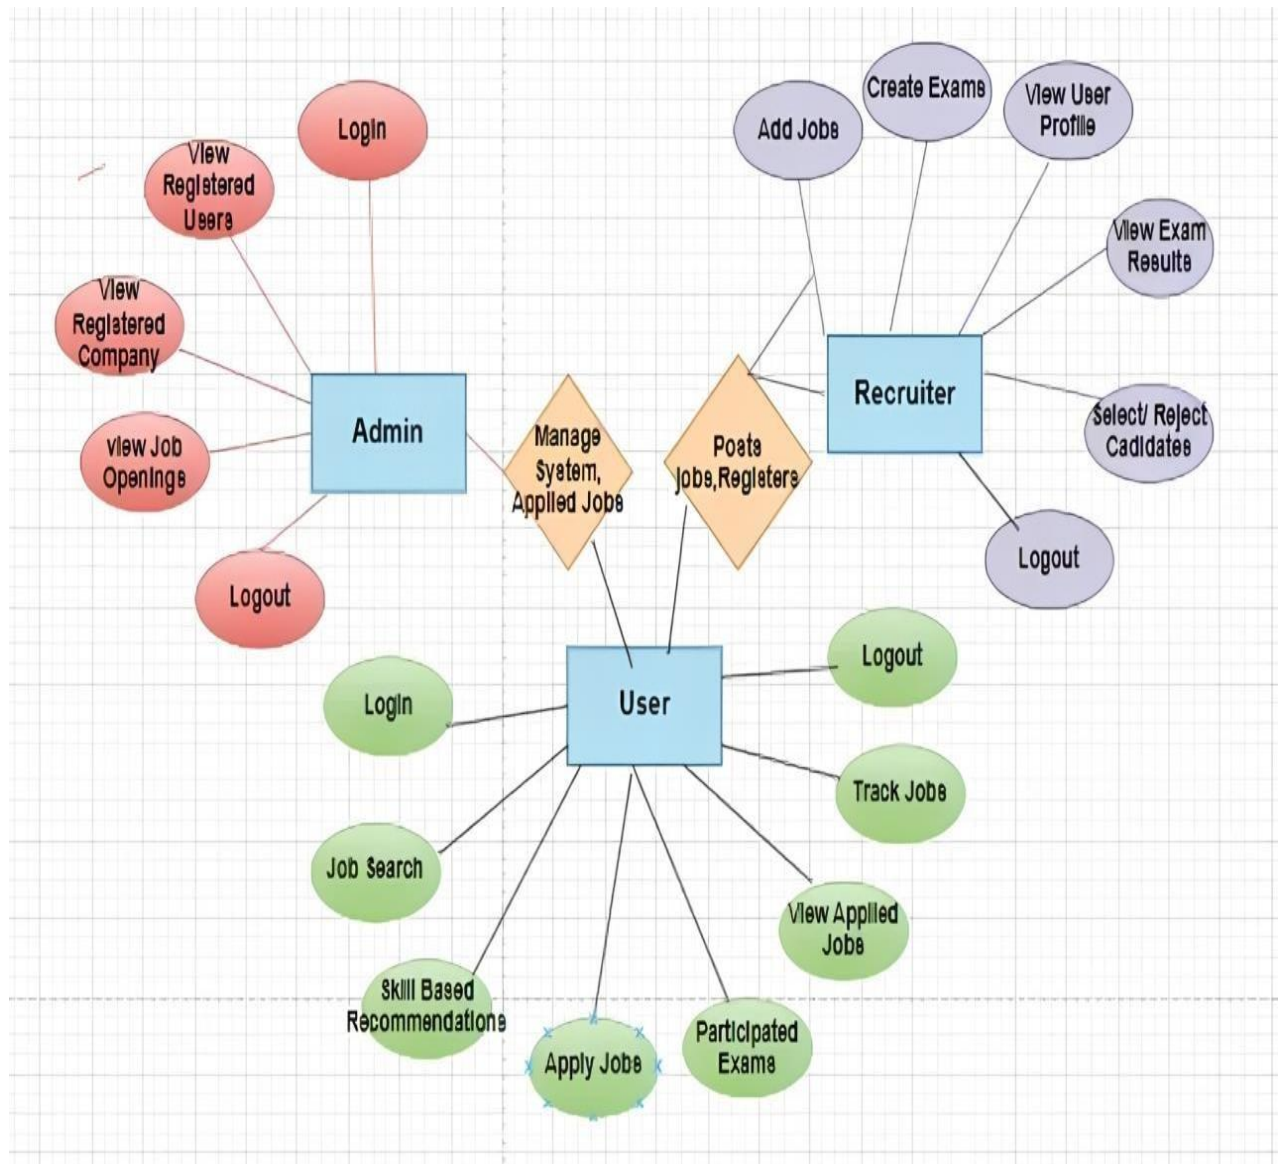 Login
View
Registered
Users
View
Registered
Company
view Job
Openings
Logout
Admin
Manage
System,
Applied Jobs
Posts
jobs,Registers
Add Jobs
Create Exams
View User
Profile
View Exam
Results
Recruiter
Select/ Reject
Cadidates
Logout
User
Login
Job Search
Skill Based
Recommendations
Apply Jobs
Participated
Exams
View Applied
Jobs
Track Jobs
Logout